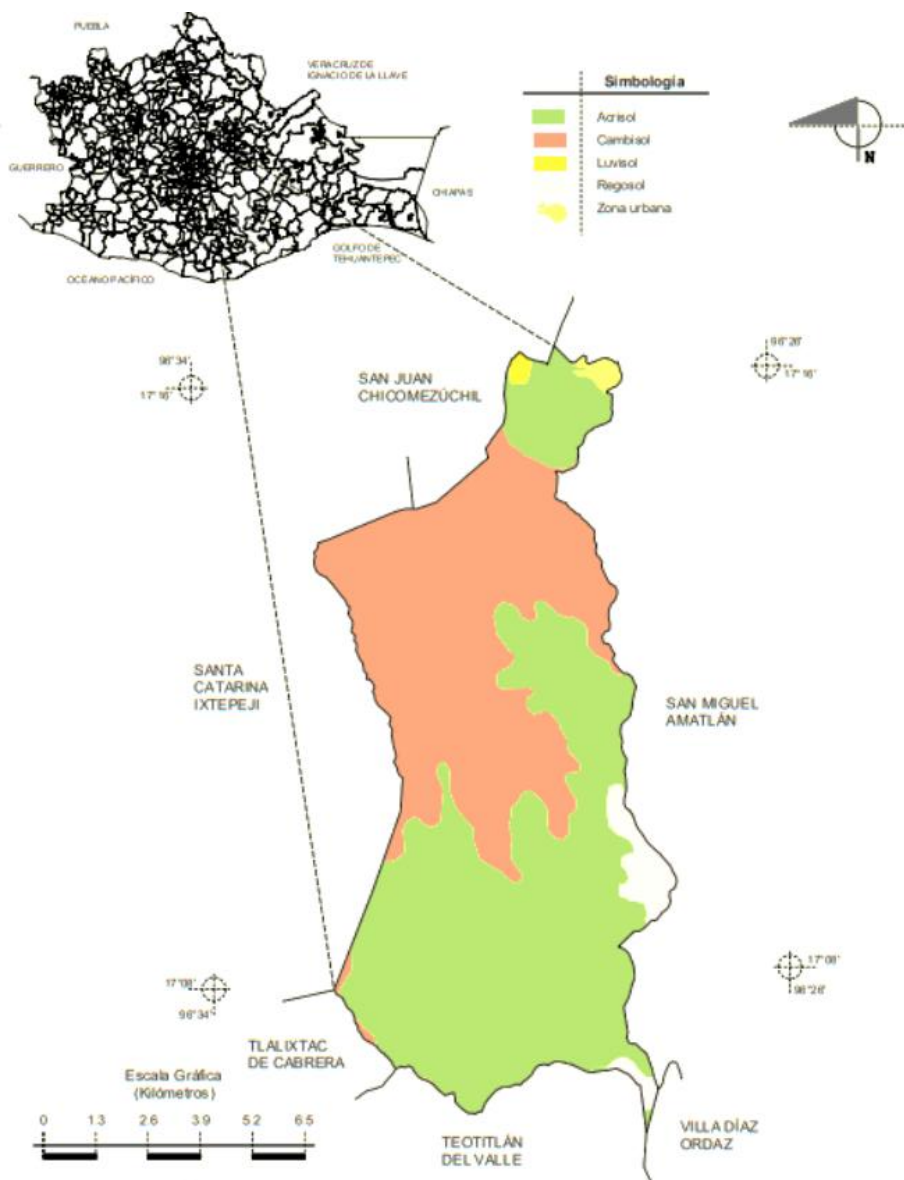 PUEBLA
VERACRUZ DE
IGNACIO DE LA LLAVE
GUERRERO
CHIAPAS
GOLFO DE
TEHUANTEPEC
OCÉANO PACÍFICO
Simbología
Acrisol
Cambisol
Luvisol
Regosol
Zona urbana
N
96°34'
17°16'
96°26'
17°16'
SAN JUAN
CHICOMEZÚCHIL
SANTA
CATARINA
IXTEPEJI
SAN MIGUEL
AMATLÁN
17°08'
96°34'
17°08'
96°26'
TLALIXTAC
DE CABRERA
Escala Gráfica
(Kilómetros)
0 1.3 2.6 3.9 5.2 6.5
TEOTITLÁN
DEL VALLE
VILLA DÍAZ
ORDAZ